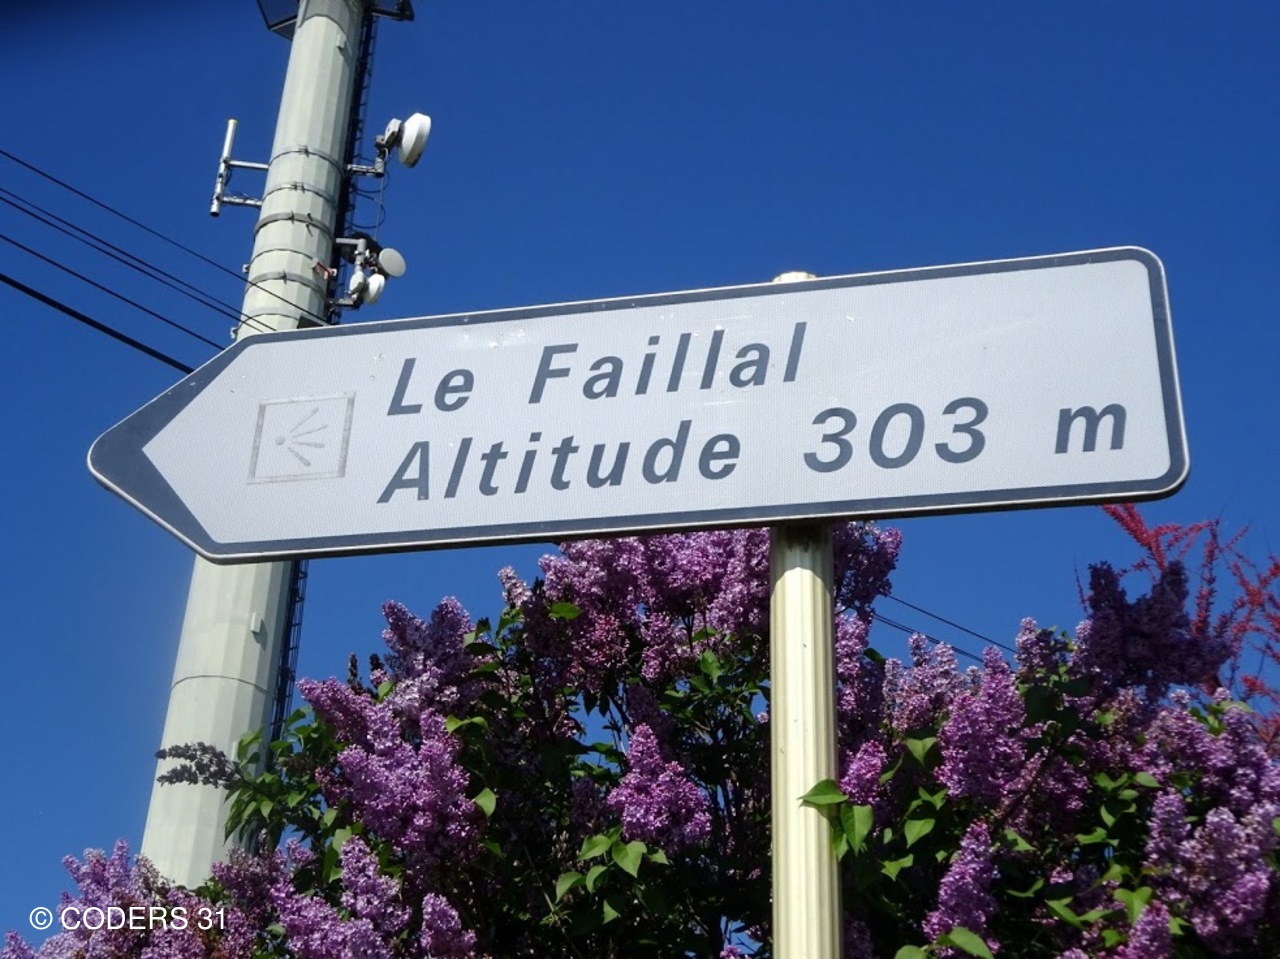 Le Faillal
Altitude 303 m
© CODERS 31